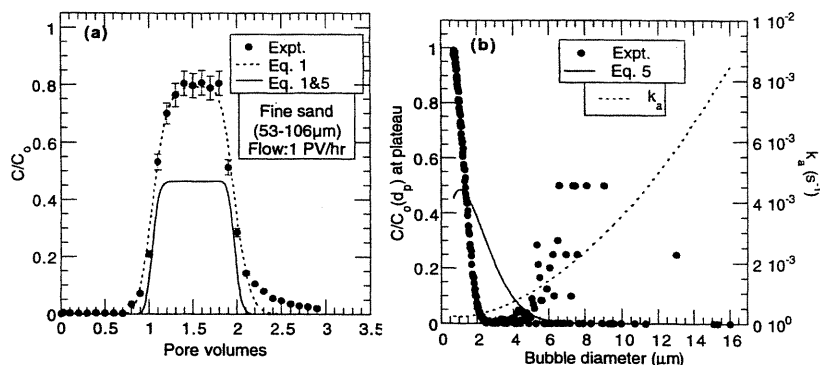 (a)
Expt.
Eq. 1
Eq. 1&5
Fine sand
(53-106µm)
Flow:1 PV/hr
C/C₀
1
0.8
0.6
0.4
0.2
0
0 0.5 1 1.5 2 2.5 3 3.5
Pore volumes
(b)
Expt.
Eq. 5
kₐ
C/C₀(dₚ) at plateau
1
0.8
0.6
0.4
0.2
0
0 2 4 6 8 10 12 14 16
Bubble diameter (µm)
1 10⁻²
8 10⁻³
6 10⁻³
4 10⁻³
2 10⁻³
0 10⁰
kₐ (s⁻¹)